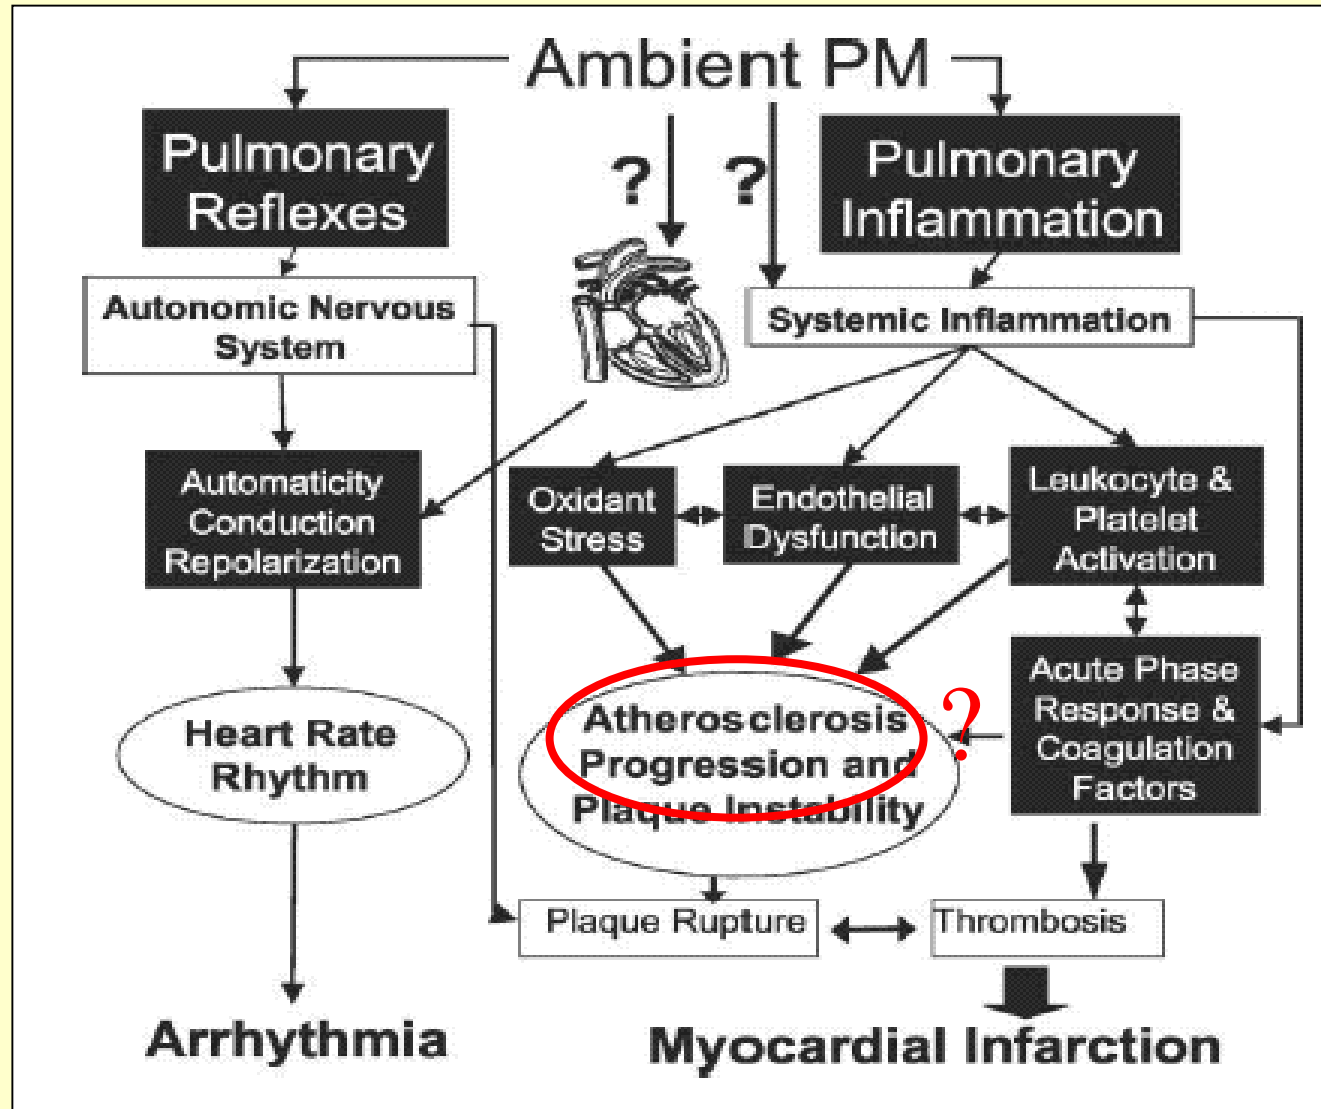 Ambient PM
Pulmonary
Reflexes
?
?
Pulmonary
Inflammation
Autonomic Nervous
System
Systemic Inflammation
Automaticity
Conduction
Repolarization
Oxidant
Stress
Endothelial
Dysfunction
Leukocyte &
Platelet
Activation
Heart Rate
Rhythm
Atherosclerosis
Progression and
Plaque Instability
?
Acute Phase
Response &
Coagulation
Factors
Plaque Rupture
Thrombosis
Arrhythmia
Myocardial Infarction